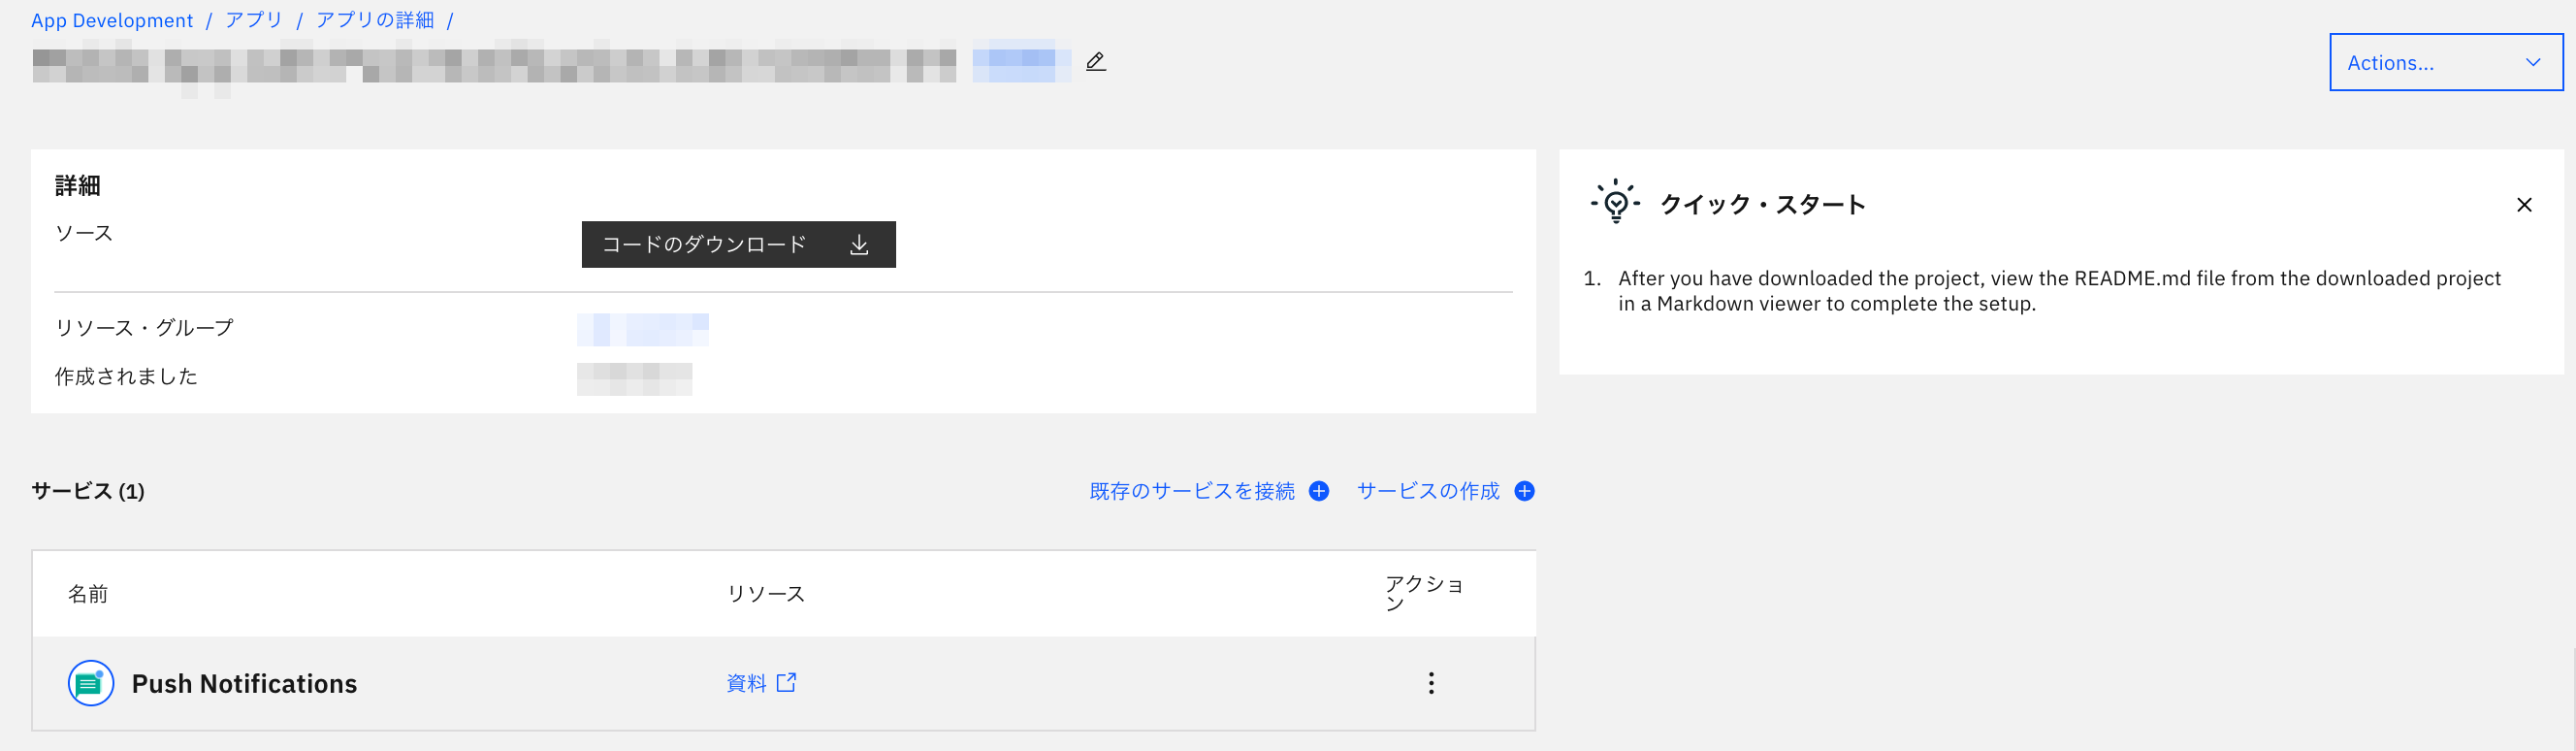 App Development / アプリ / アプリの詳細 /
Actions...
詳細
ソース
コードのダウンロード
リソース・グループ
作成されました
クイック・スタート
1. After you have downloaded the project, view the README.md file from the downloaded project
in a Markdown viewer to complete the setup.
サービス (1)
既存のサービスを接続
サービスの作成
名前
リソース
アクショ
ン
Push Notifications
資料